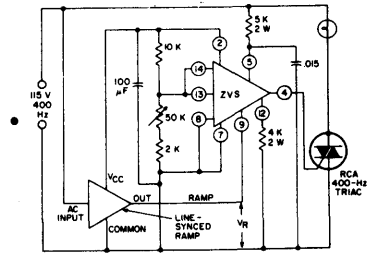 5 K
2 W
10 K
2
5
100
μF
14
13
ZVS
4
.015
115 V
400
Hz
50 K
8
9
12
7
4 K
2 W
2 K
RCA
400-Hz
TRIAC
VCC
OUT
RAMP
AC
INPUT
VR
COMMON
LINE-
SYNCED
RAMP